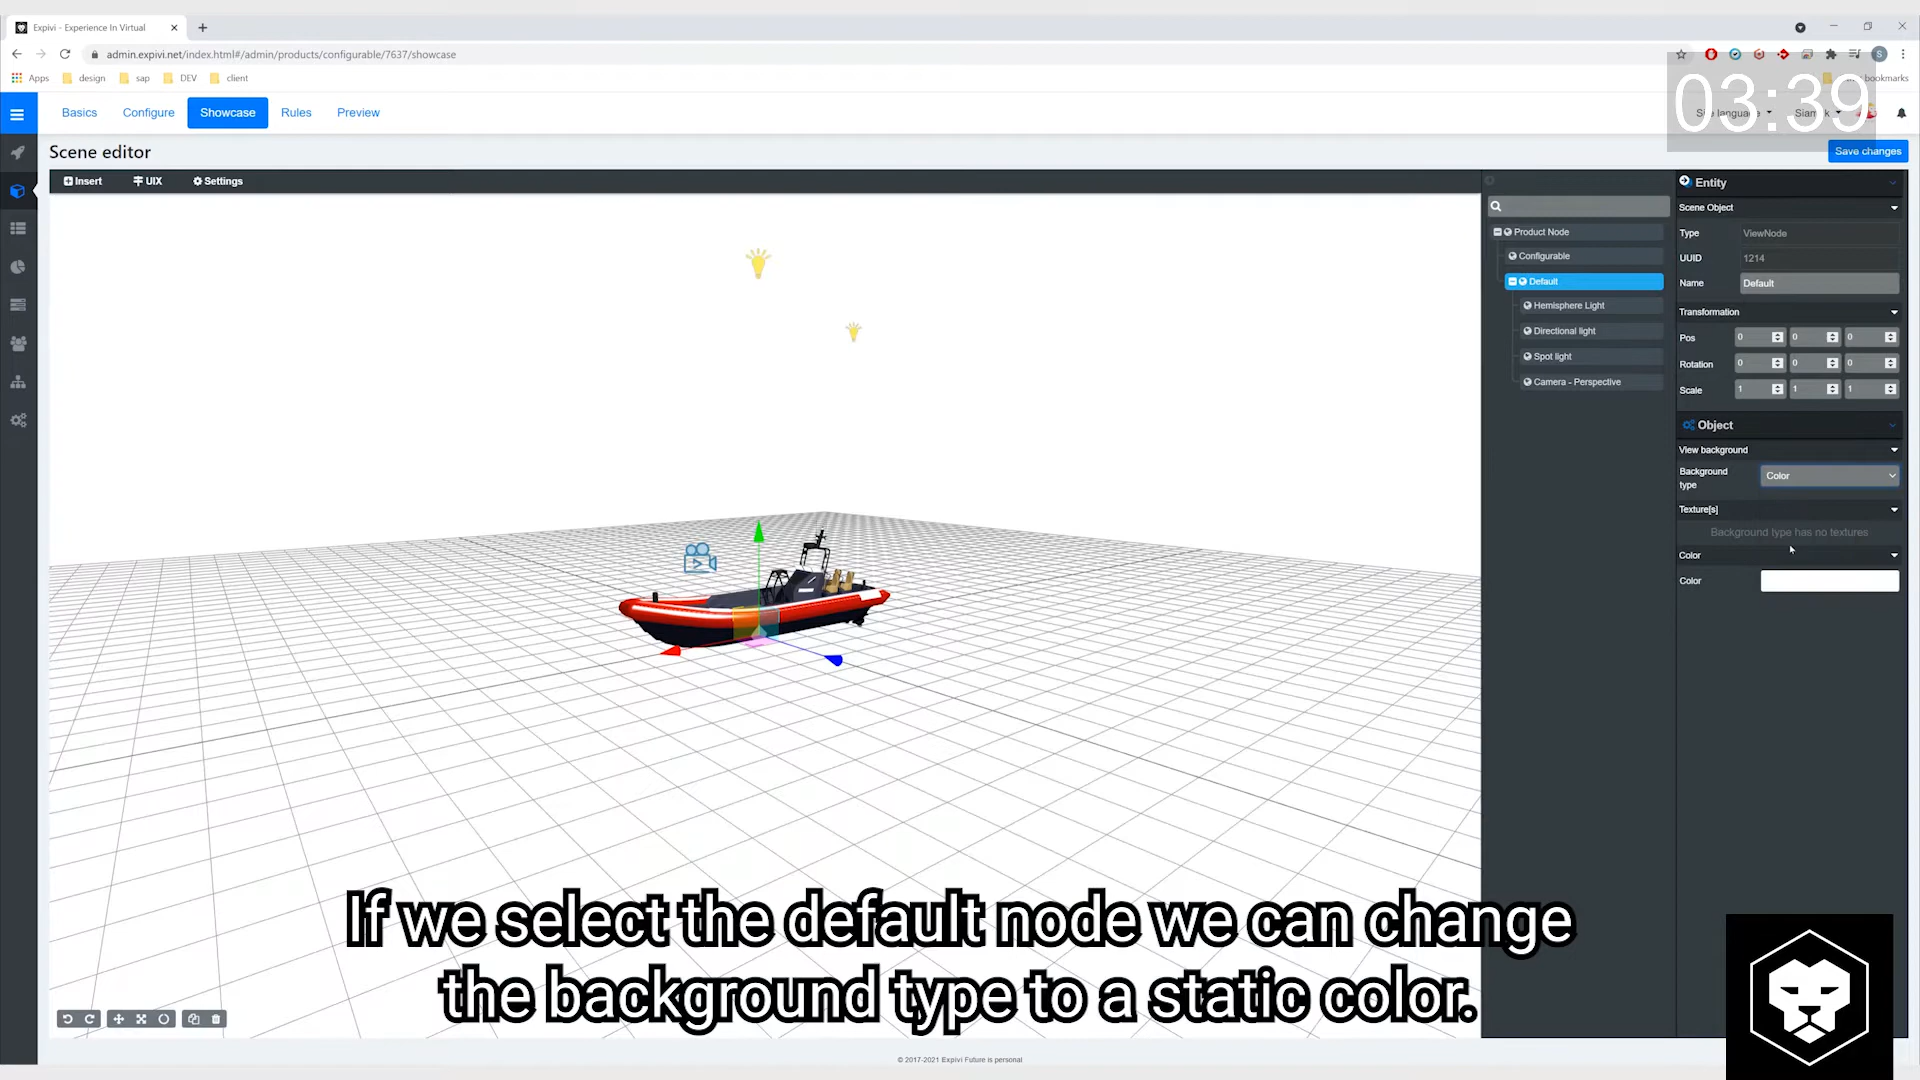 Expivi - Experience In Virtual
admin.expivi.net/index.html#/admin/products/configurable/7637/showcase
Apps
design
sap
DEV
client
bookmarks
03:39
Basics
Configure
Showcase
Rules
Preview
Site language
Scene editor
Save changes
Insert
UIX
Settings
Product Node
Configurable
Default
Hemisphere Light
Directional light
Spot light
Camera - Perspective
Entity
Scene Object
Type ViewNode
UUID 1214
Name Default
Transformation
Pos 0 0 0
Rotation 0 0 0
Scale 1 1 1
Object
View background
Background
type
Color
Texture[s]
Background type has no textures
Color
Color
If we select the default node we can change
the background type to a static color.
© 2017-2021 Expivi Future is personal